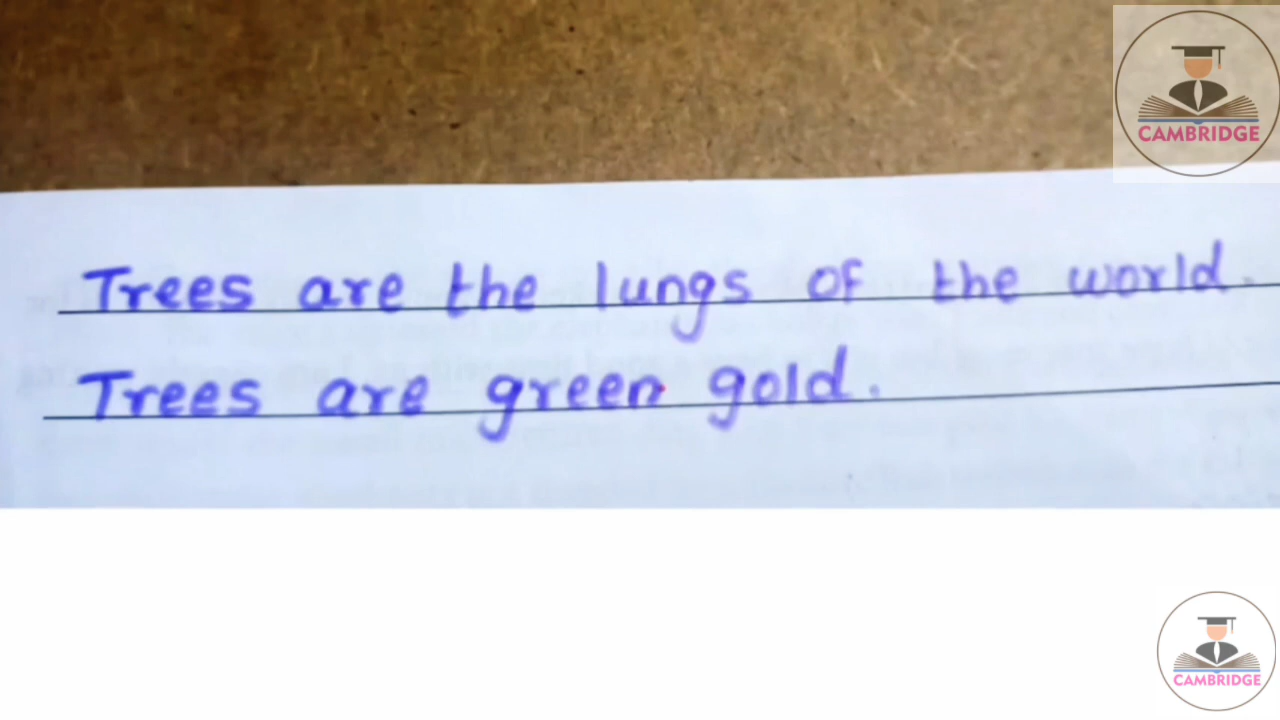 CAMBRIDGE
Trees are the lungs of the world.
Trees are green gold.
CAMBRIDGE